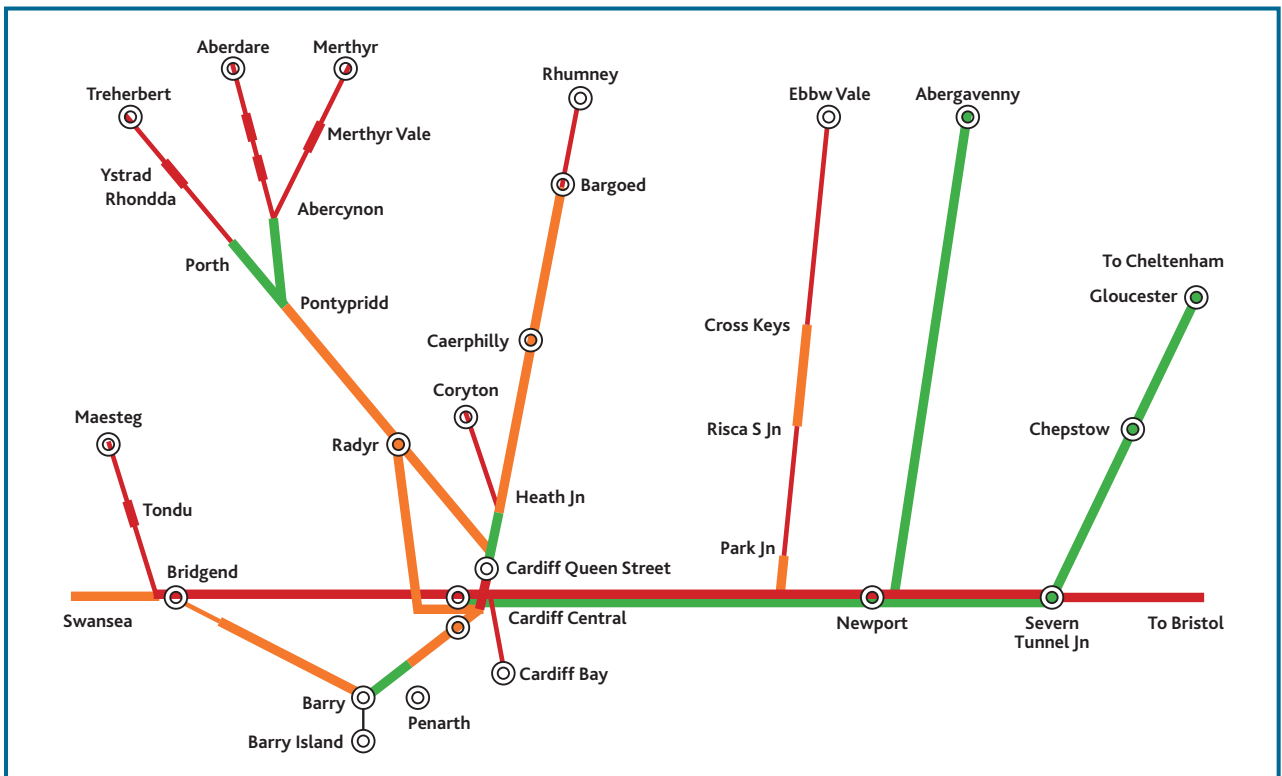 Aberdare
Merthyr
Rhumney
Treherbert
Ebbw Vale
Abergavenny
Merthyr Vale
Ystrad
Rhondda
Bargoed
Abercynon
Porth
To Cheltenham
Gloucester
Pontypridd
Cross Keys
Caerphilly
Coryton
Maesteg
Radyr
Risca S Jn
Chepstow
Heath Jn
Tondu
Park Jn
Bridgend
Cardiff Queen Street
Swansea
Cardiff Central
Newport
Severn
Tunnel Jn
To Bristol
Cardiff Bay
Barry
Penarth
Barry Island